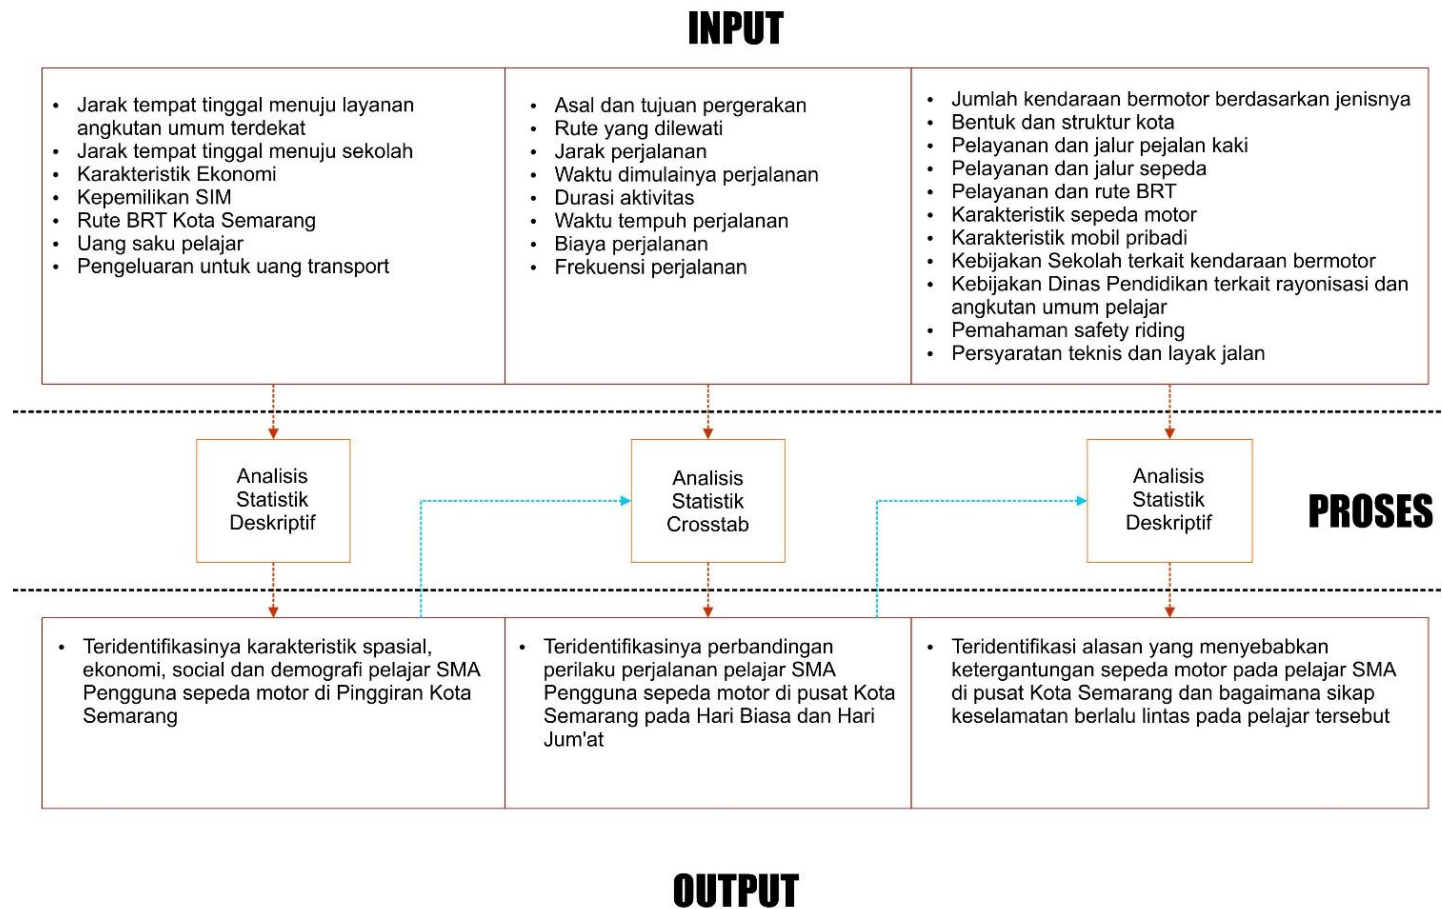 INPUT
• Jarak tempat tinggal menuju layanan
angkutan umum terdekat
• Jarak tempat tinggal menuju sekolah
• Karakteristik Ekonomi
• Kepemilikan SIM
• Rute BRT Kota Semarang
• Uang saku pelajar
• Pengeluaran untuk uang transport
• Asal dan tujuan pergerakan
• Rute yang dilewati
• Jarak perjalanan
• Waktu dimulainya perjalanan
• Durasi aktivitas
• Waktu tempuh perjalanan
• Biaya perjalanan
• Frekuensi perjalanan
• Jumlah kendaraan bermotor berdasarkan jenisnya
• Bentuk dan struktur kota
• Pelayanan dan jalur pejalan kaki
• Pelayanan dan jalur sepeda
• Pelayanan dan rute BRT
• Karakteristik sepeda motor
• Karakteristik mobil pribadi
• Kebijakan Sekolah terkait kendaraan bermotor
• Kebijakan Dinas Pendidikan terkait rayonisasi dan
angkutan umum pelajar
• Pemahaman safety riding
• Persyaratan teknis dan layak jalan
Analisis
Statistik
Deskriptif
Analisis
Statistik
Crosstab
Analisis
Statistik
Deskriptif
PROSES
• Teridentifikasinya karakteristik spasial,
ekonomi, social dan demografi pelajar SMA
Pengguna sepeda motor di Pinggiran Kota
Semarang
• Teridentifikasinya perbandingan
perilaku perjalanan pelajar SMA
Pengguna sepeda motor di pusat Kota
Semarang pada Hari Biasa dan Hari
Jum'at
• Teridentifikasi alasan yang menyebabkan
ketergantungan sepeda motor pada pelajar SMA
di pusat Kota Semarang dan bagaimana sikap
keselamatan berlalu lintas pada pelajar tersebut
OUTPUT